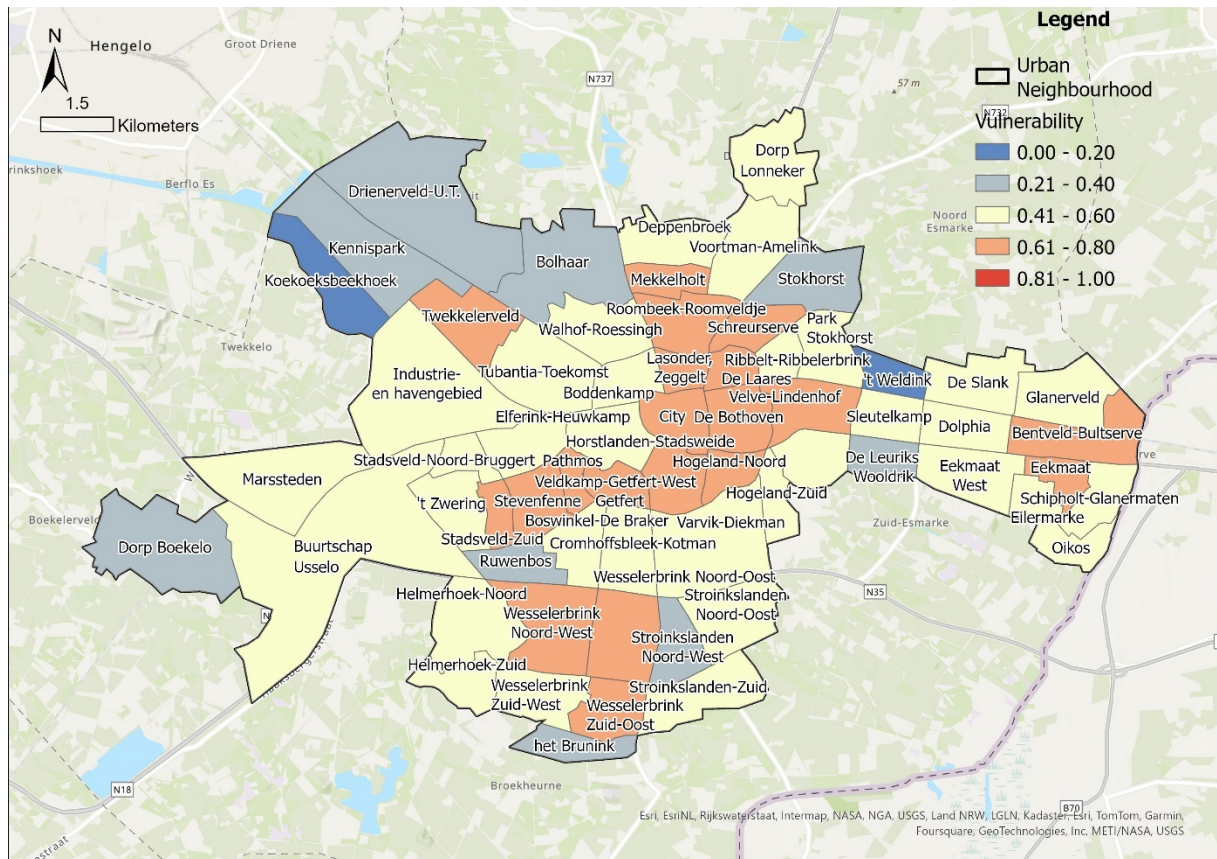 Legend
Urban
Neighbourhood
Vulnerability
0.00 - 0.20
0.21 - 0.40
0.41 - 0.60
0.61 - 0.80
0.81 - 1.00
N
1.5
Kilometers
Hengelo
Groot Driene
N737
57 m
N732
Berflo Es
Dorp
Lonneker
Drienerveld-U.T.
Noord
Esmarke
Deppenbroek
Voortman-Amelink
Kennispark
Bolhaar
Koekoeksbeekhoek
Mekkelholt
Stokhorst
Twekkelerveld
Roombeek-Roomveldje
Walhof-Roessingh
Schreurserve
Park
Stokhorst
Twekkelo
Lasonder,
Zeggelt
Ribbelt-Ribbelerbrink
't Weldink
Industrie-
en havengebied
Tubantia-Toekomst
De Laares
De Slank
Boddenkamp
Velve-Lindenhof
Glanerveld
Elferink-Heuwkamp
City
De Bothoven
Sleutelkamp
Dolphia
Bentveld-Bultserve
Horstlanden-Stadsweide
Stadsveld-Noord-Bruggert
Pathmos
Hogeland-Noord
De Leuriks
Wooldrik
Eekmaat
West
Eekmaat
Marssteden
Veldkamp-Getfert-West
't Zwering
Stevenfenne
Getfert
Hogeland-Zuid
Schipholt-Glanermaten
Eilermarke
Boekelerveld
Boswinkel-De Braker
Varvik-Diekman
Zuid-Esmarke
Stadsveld-Zuid
Cromhoffsbleek-Kotman
Oikos
Dorp Boekelo
Buurtschap
Usselo
Ruwenbos
Wesselerbrink Noord-Oost
Helmerhoek-Noord
Stroinkslanden
Noord-Oost
N35
Wesselerbrink
Noord-West
Stroinkslanden
Noord-West
Helmerhoek-Zuid
Wesselerbrink
Zuid-West
Stroinkslanden-Zuid
Wesselerbrink
Zuid-Oost
het Brunink
Broekheurne
N18
B70
Esri, EsriNL, Rijkswaterstaat, Intermap, NASA, NGA, USGS, Land NRW, LGLN, Kadaster, Esri, TomTom, Garmin,
Foursquare, GeoTechnologies, Inc, METI/NASA, USGS